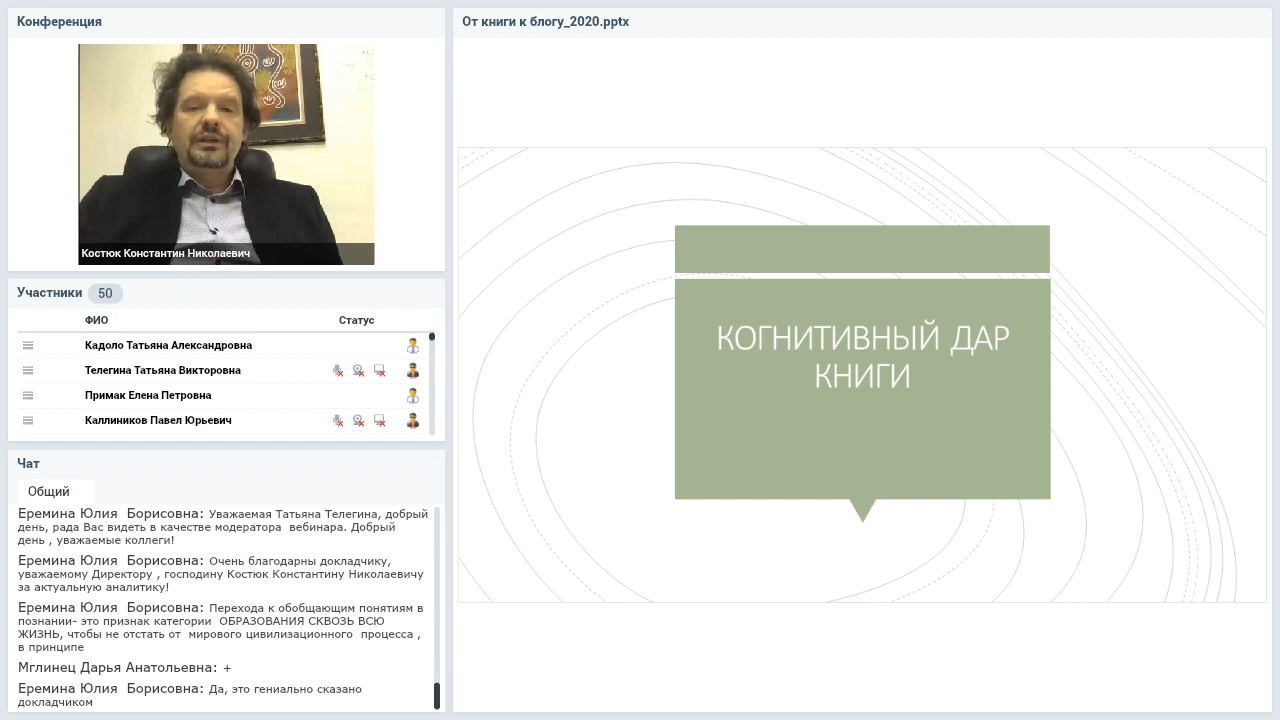 Конференция
Костюк Константин Николаевич
Участники 50
ФИО Статус
Кадоло Татьяна Александровна
Телегина Татьяна Викторовна
Примак Елена Петровна
Каллиников Павел Юрьевич
Чат
Общий
Еремина Юлия Борисовна: Уважаемая Татьяна Телегина, добрый
день, рада Вас видеть в качестве модератора вебинара. Добрый
день , уважаемые коллеги!
Еремина Юлия Борисовна: Очень благодарны докладчику,
уважаемому Директору , господину Костюк Константину Николаевичу
за актуальную аналитику!
Еремина Юлия Борисовна: Перехода к обобщающим понятиям в
познании- это признак категории ОБРАЗОВАНИЯ СКВОЗЬ ВСЮ
ЖИЗНЬ, чтобы не отстать от мирового цивилизационного процесса ,
в принципе
Мглинец Дарья Анатольевна: +
Еремина Юлия Борисовна: Да, это гениально сказано
докладчиком
От книги к блогу_2020.pptx
КОГНИТИВНЫЙ ДАР
КНИГИ